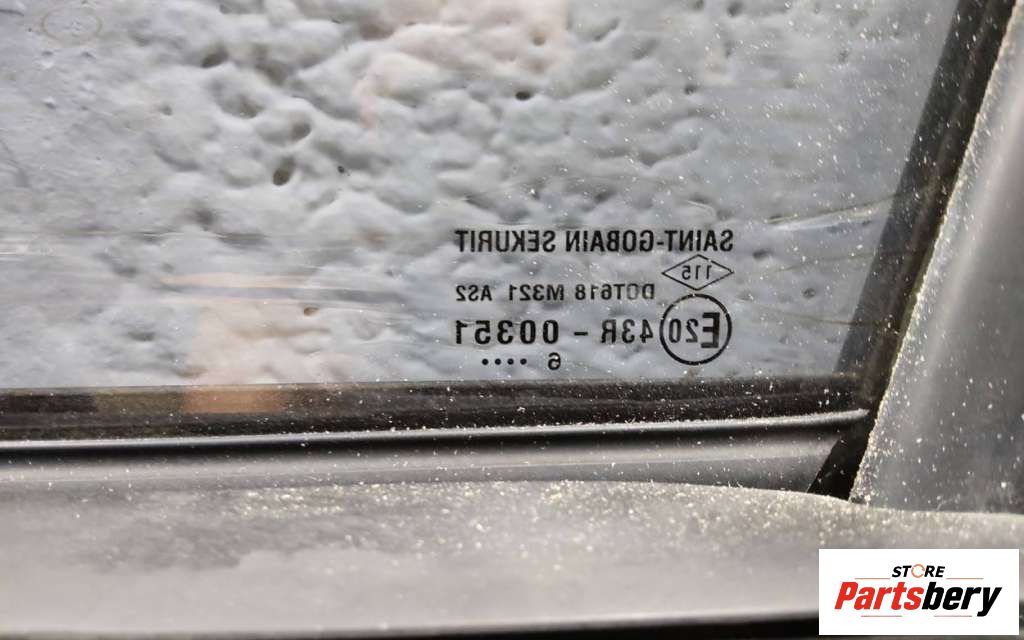 SAINT-GOBAIN SEKURIT
115
DOT618 M321 AS2
E20 43R - 00351
6 ••••
STORE
Partsbery